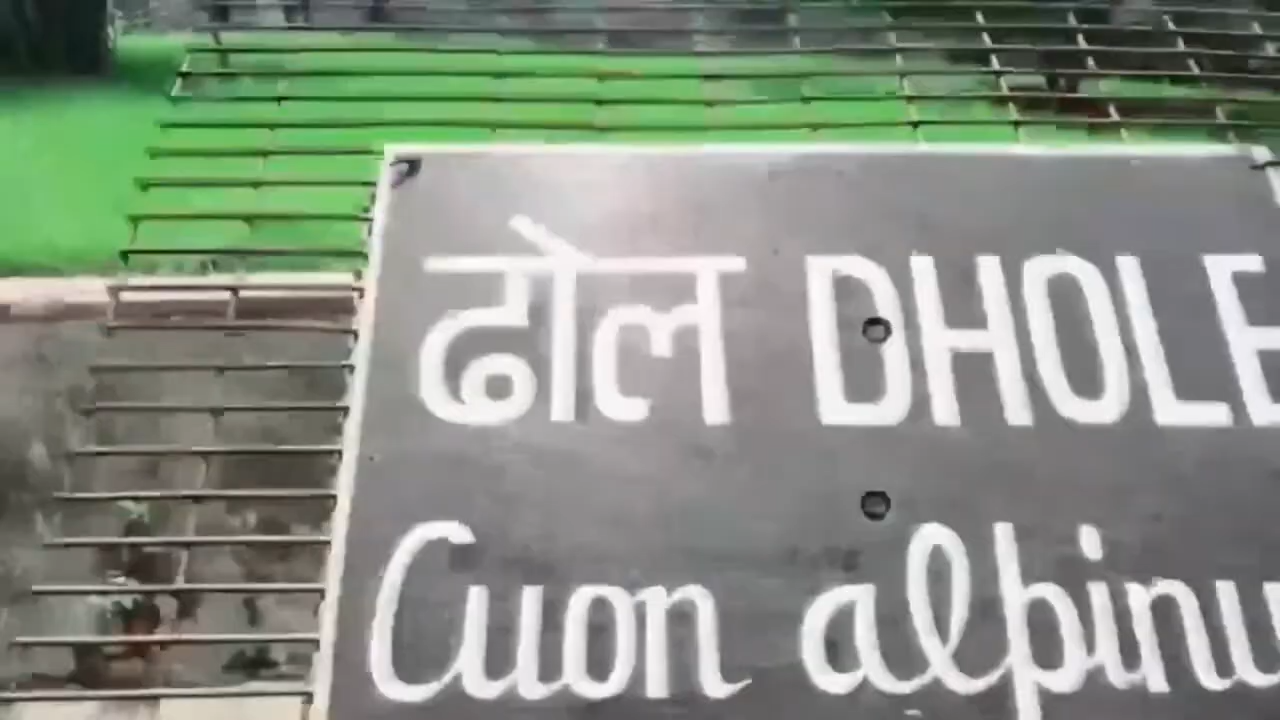 ढोल DHOLE
Cuon alpinu